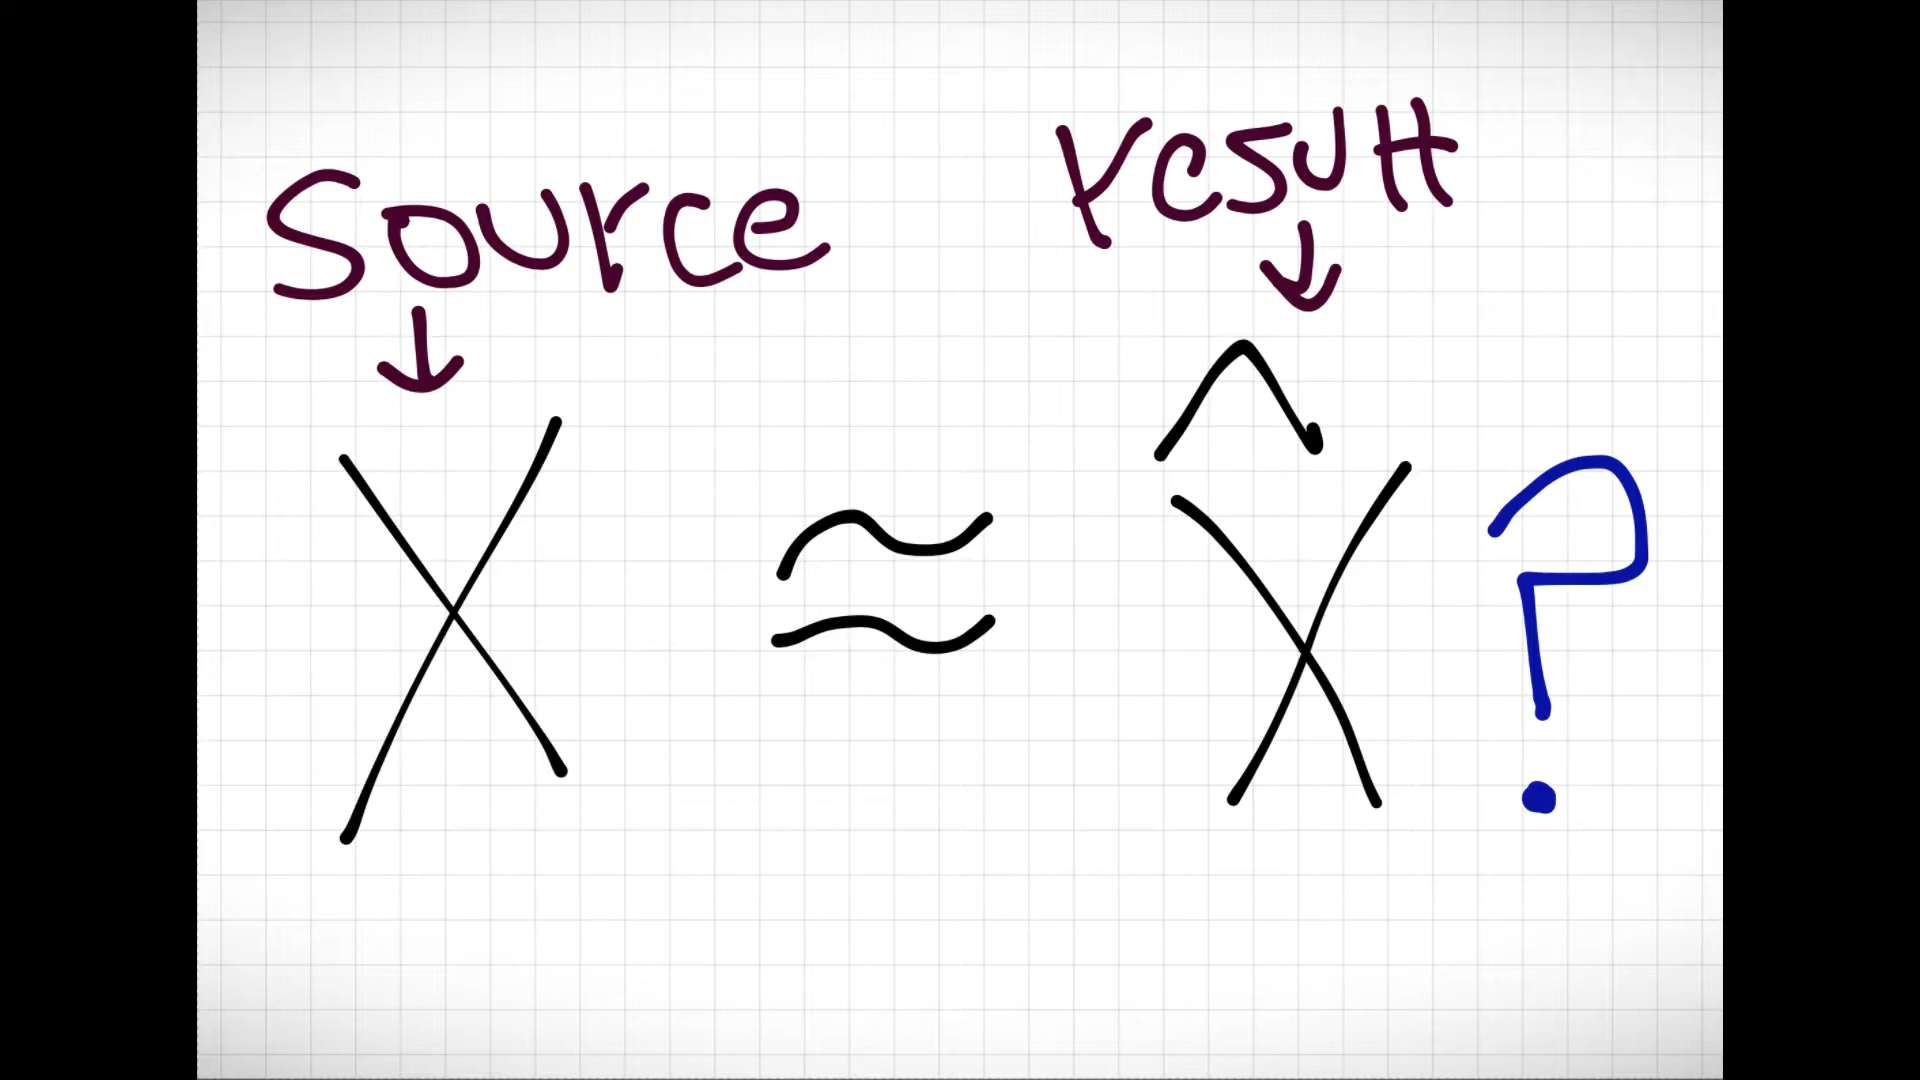 Source result
X ≈ X̂ ?